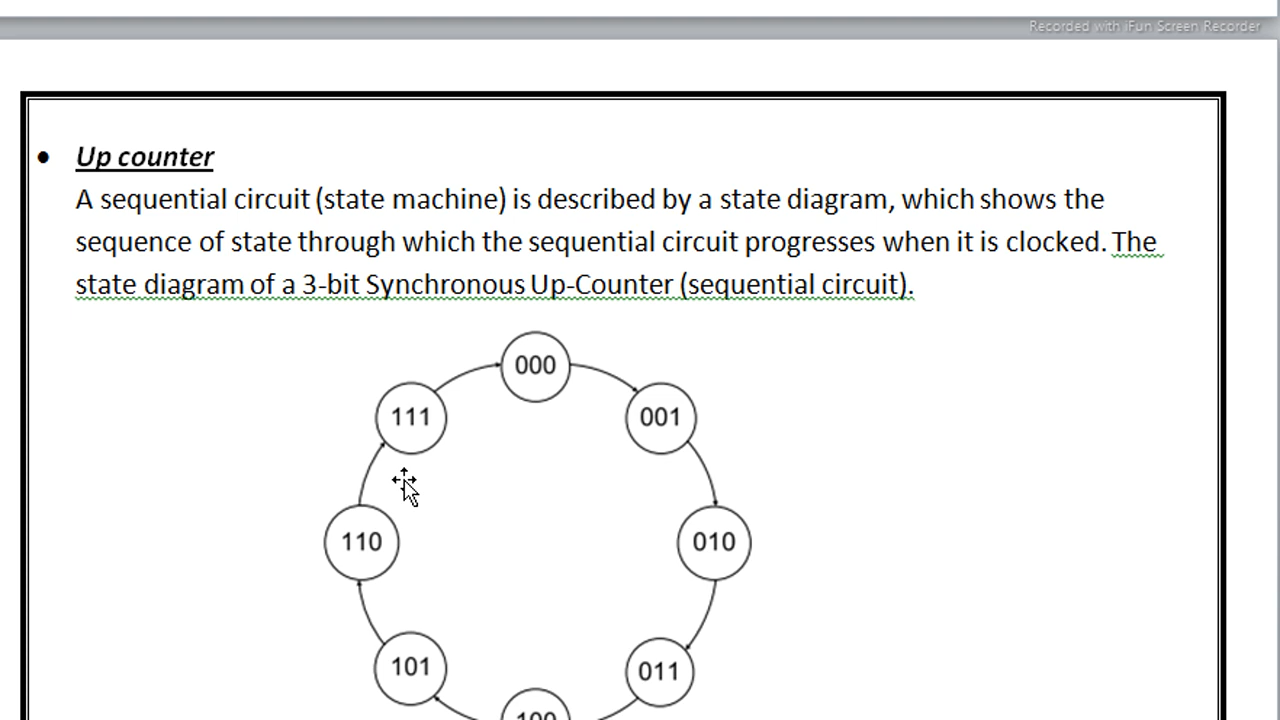 Recorded with iFun Screen Recorder
• Up counter
A sequential circuit (state machine) is described by a state diagram, which shows the
sequence of state through which the sequential circuit progresses when it is clocked. The
state diagram of a 3-bit Synchronous Up-Counter (sequential circuit).
000
111
001
110
010
101
011
100